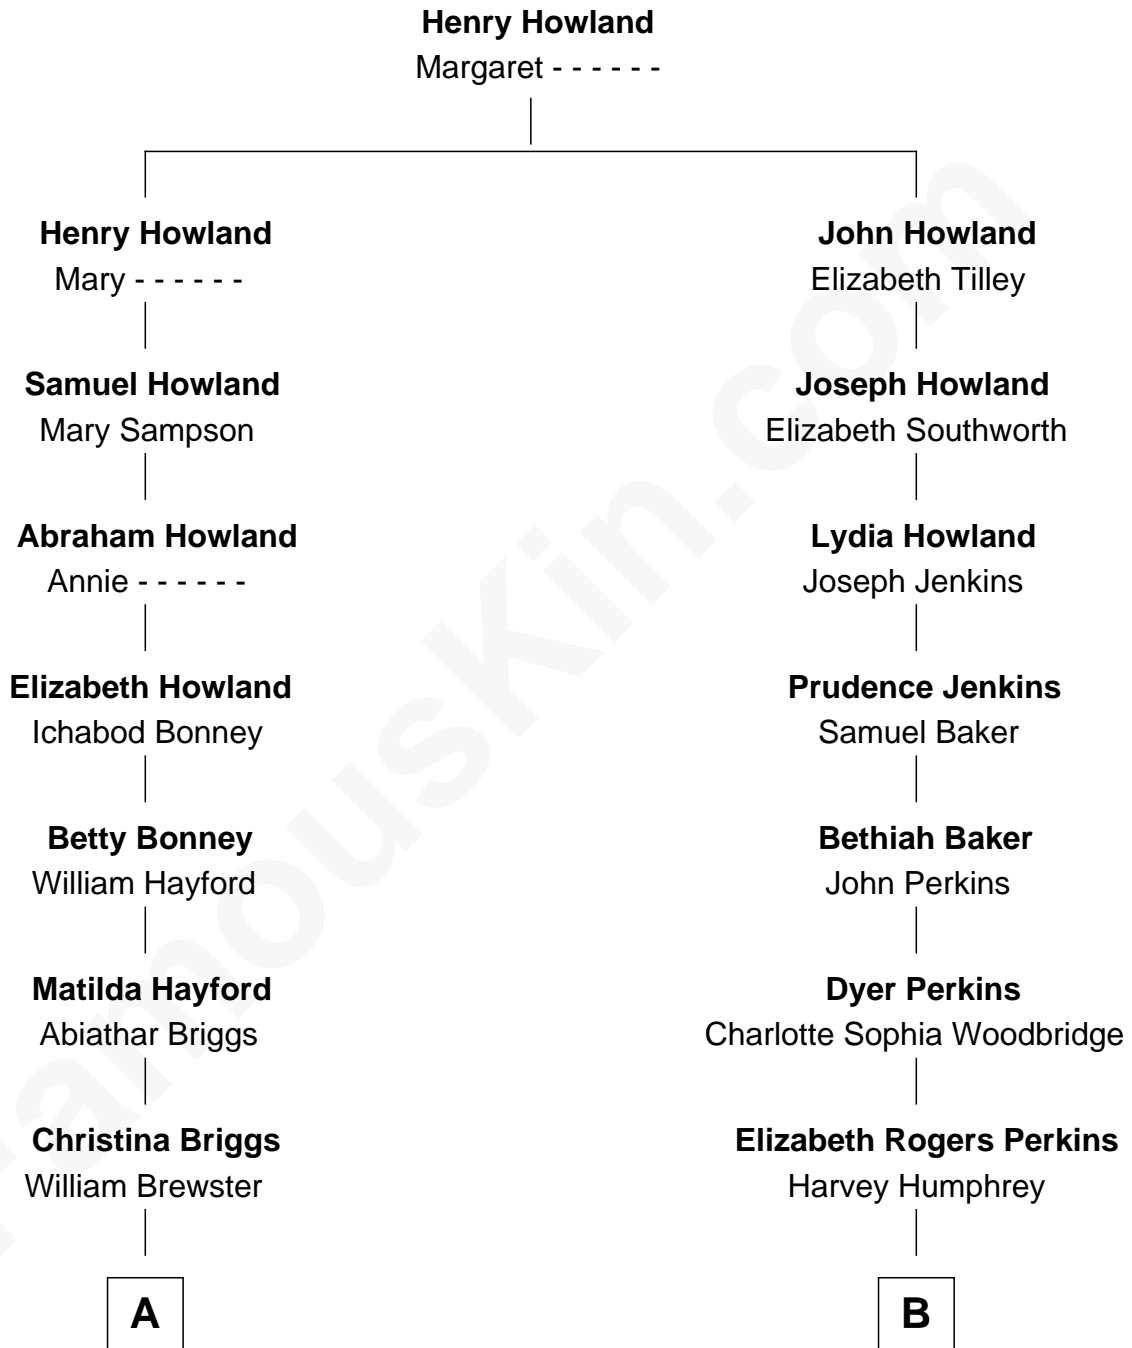 Henry Howland
Margaret - - - - - -
Henry Howland
Mary - - - - - -
Samuel Howland
Mary Sampson
Abraham Howland
Annie - - - - - -
Elizabeth Howland
Ichabod Bonney
Betty Bonney
William Hayford
Matilda Hayford
Abiathar Briggs
Christina Briggs
William Brewster
A
John Howland
Elizabeth Tilley
Joseph Howland
Elizabeth Southworth
Lydia Howland
Joseph Jenkins
Prudence Jenkins
Samuel Baker
Bethiah Baker
John Perkins
Dyer Perkins
Charlotte Sophia Woodbridge
Elizabeth Rogers Perkins
Harvey Humphrey
B
FamousKin.com